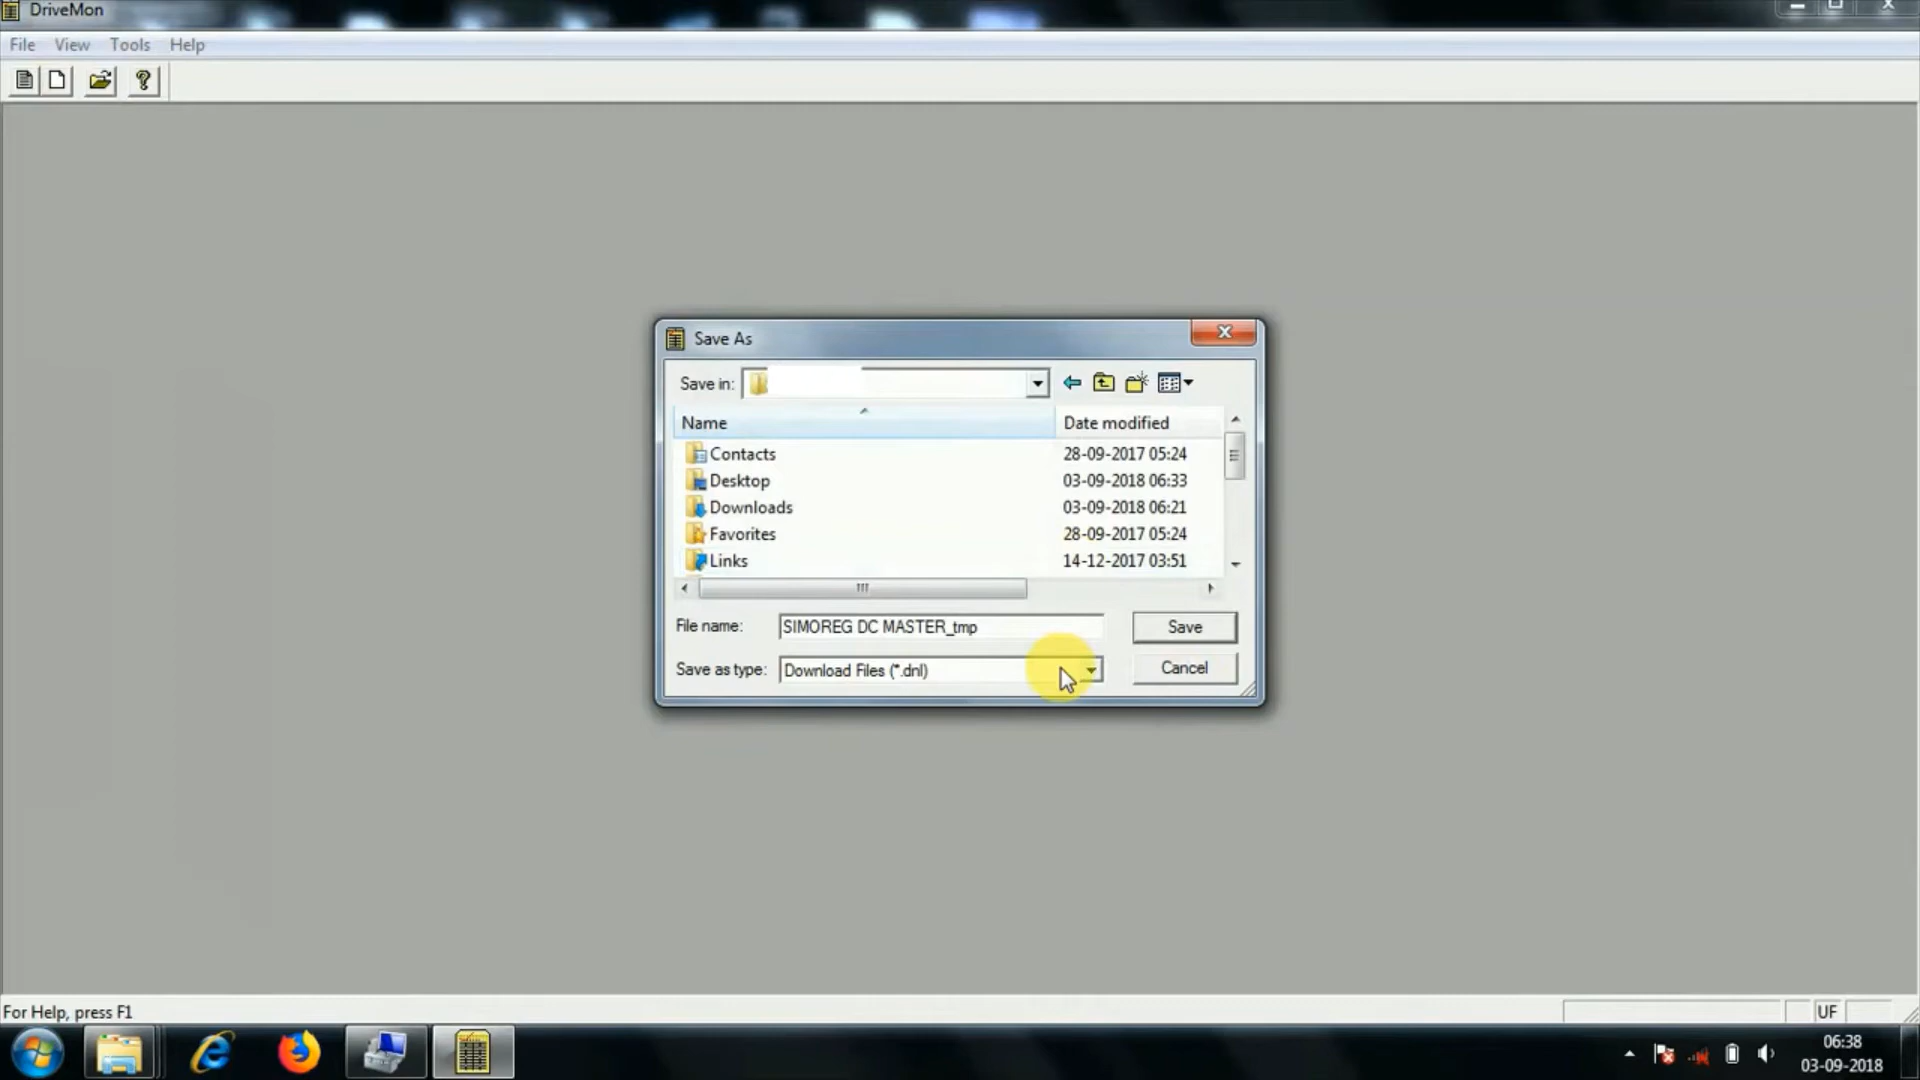 DriveMon
File View Tools Help
Save As
Save in:
Name Date modified
Contacts 28-09-2017 05:24
Desktop 03-09-2018 06:33
Downloads 03-09-2018 06:21
Favorites 28-09-2017 05:24
Links 14-12-2017 03:51
File name: SIMOREG DC MASTER_tmp Save
Save as type: Download Files (*.dnl) Cancel
For Help, press F1 UF
06:38
03-09-2018